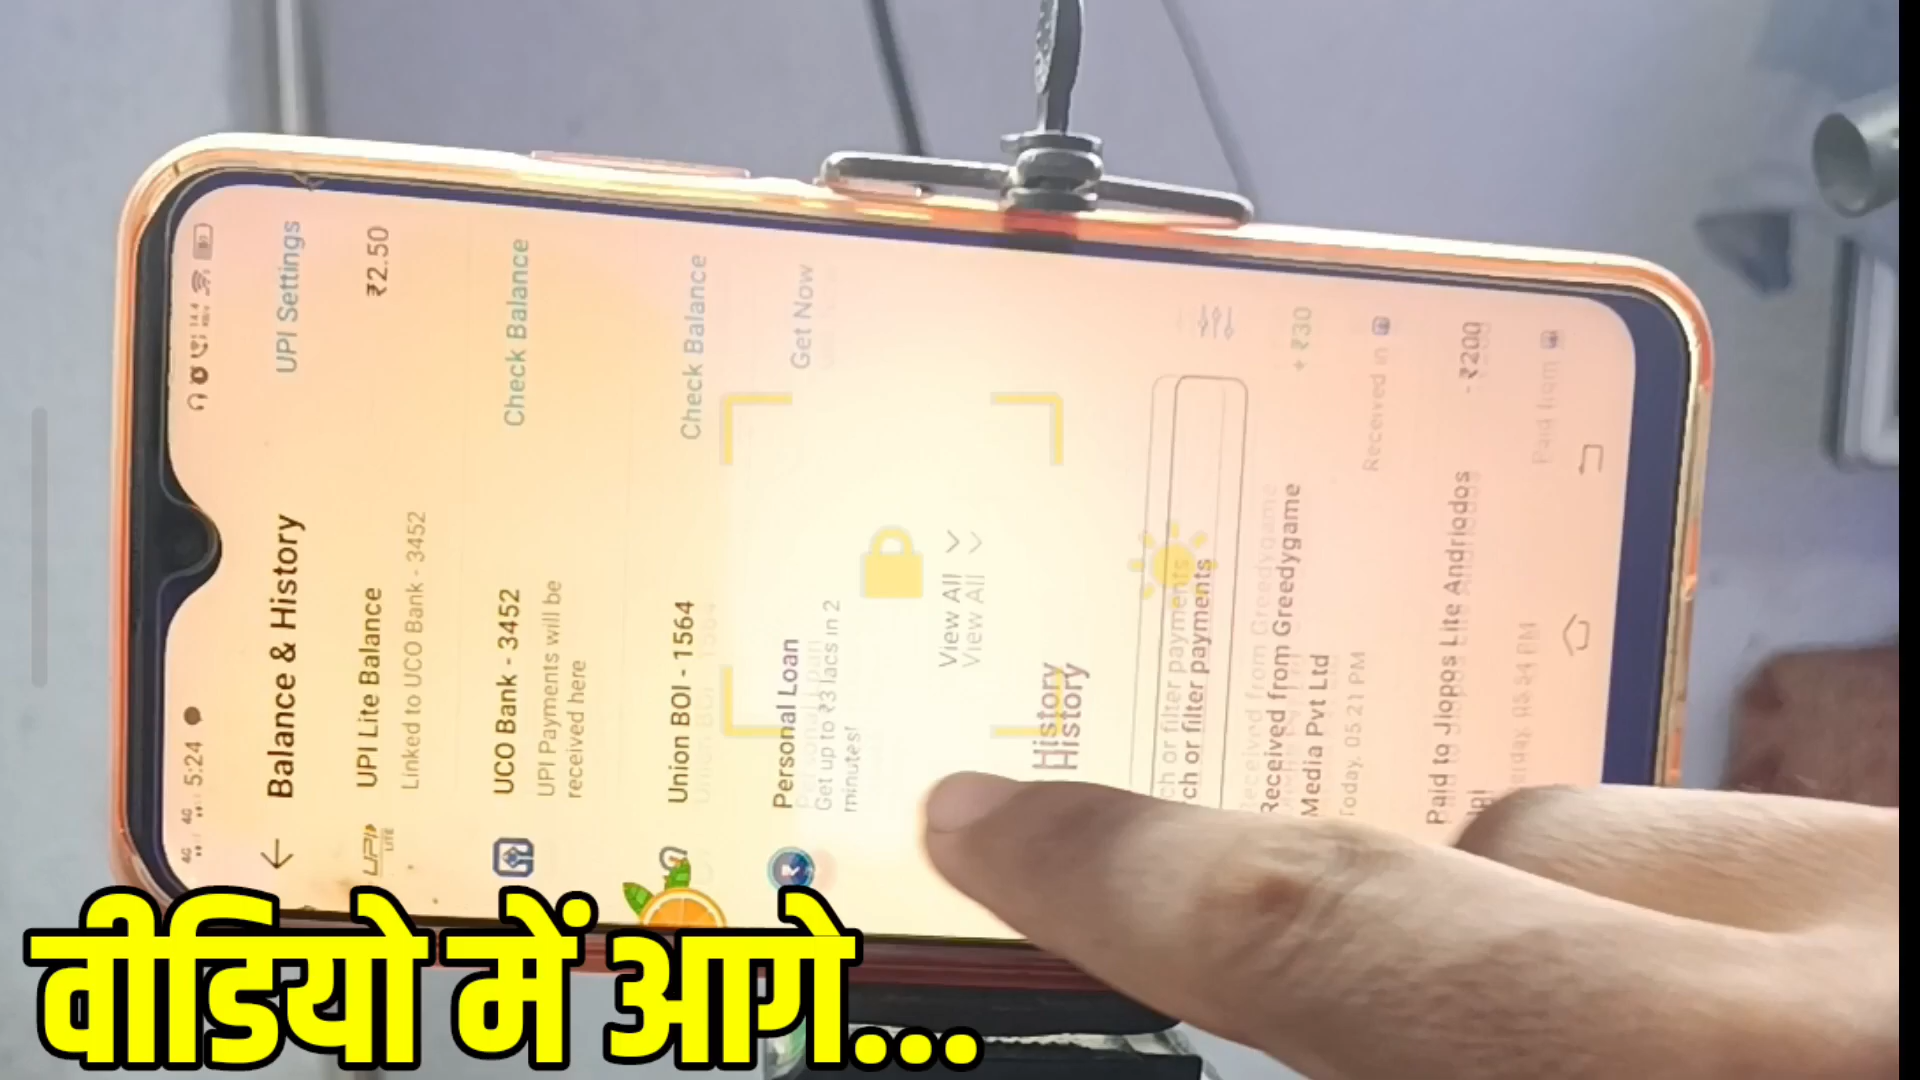 5:24
Balance & History
UPI Settings
UPI LITE
UPI Lite Balance
₹2.50
Linked to UCO Bank - 3452
UCO Bank - 3452
Check Balance
UPI Payments will be
received here
Union BOI - 1564
Check Balance
Personal Loan
Get Now
Get up to ₹3 lacs in 2
minutes!
View All
History
ch or filter payments
Received from Greedygame
Media Pvt Ltd
+ ₹30
Today, 05:21 PM
Received in
Paid to Jiopos Lite Andriodos
- ₹200
Paid from
वीडियो में आगे...